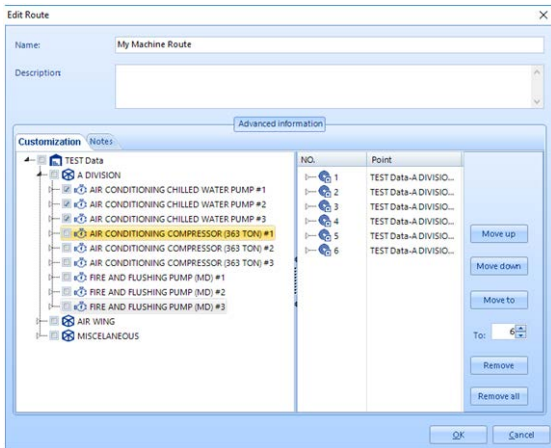 Edit Route
Name: My Machine Route
Description:
Advanced information
Customization Notes
TEST Data
A DIVISION
AIR CONDITIONING CHILLED WATER PUMP #1
AIR CONDITIONING CHILLED WATER PUMP #2
AIR CONDITIONING CHILLED WATER PUMP #3
AIR CONDITIONING COMPRESSOR (363 TON) #1
AIR CONDITIONING COMPRESSOR (363 TON) #2
AIR CONDITIONING COMPRESSOR (363 TON) #3
FIRE AND FLUSHING PUMP (MD) #1
FIRE AND FLUSHING PUMP (MD) #2
FIRE AND FLUSHING PUMP (MD) #3
AIR WING
MISCELANEOUS
NO. Point
1 TEST Data-A DIVISIO...
2 TEST Data-A DIVISIO...
3 TEST Data-A DIVISIO...
4 TEST Data-A DIVISIO...
5 TEST Data-A DIVISIO...
6 TEST Data-A DIVISIO...
Move up
Move down
Move to
To: 6
Remove
Remove all
OK Cancel